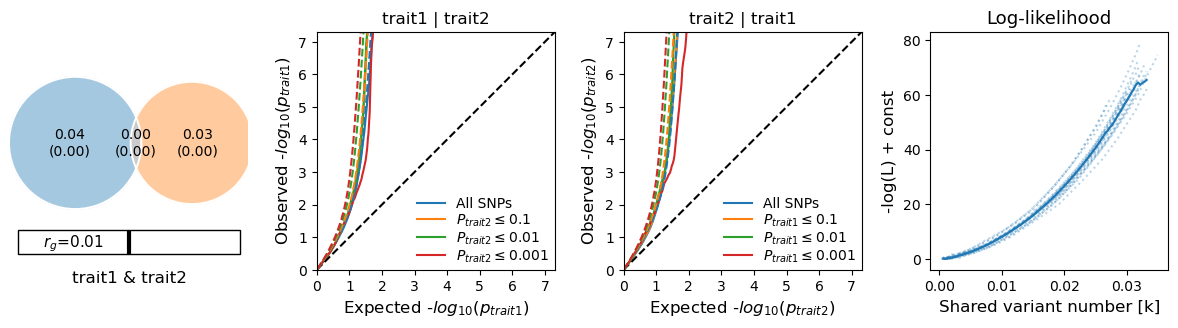 0.04
(0.00)
0.00
(0.00)
0.03
(0.00)
r_g=0.01
trait1 & trait2
trait1 | trait2
Observed -log_10(p_trait1)
7
6
5
4
3
2
1
0
All SNPs
P_trait2 ≤ 0.1
P_trait2 ≤ 0.01
P_trait2 ≤ 0.001
0 1 2 3 4 5 6 7
Expected -log_10(p_trait1)
trait2 | trait1
Observed -log_10(p_trait2)
7
6
5
4
3
2
1
0
All SNPs
P_trait1 ≤ 0.1
P_trait1 ≤ 0.01
P_trait1 ≤ 0.001
0 1 2 3 4 5 6 7
Expected -log_10(p_trait2)
Log-likelihood
-log(L) + const
80
60
40
20
0
0.00 0.01 0.02 0.03
Shared variant number [k]